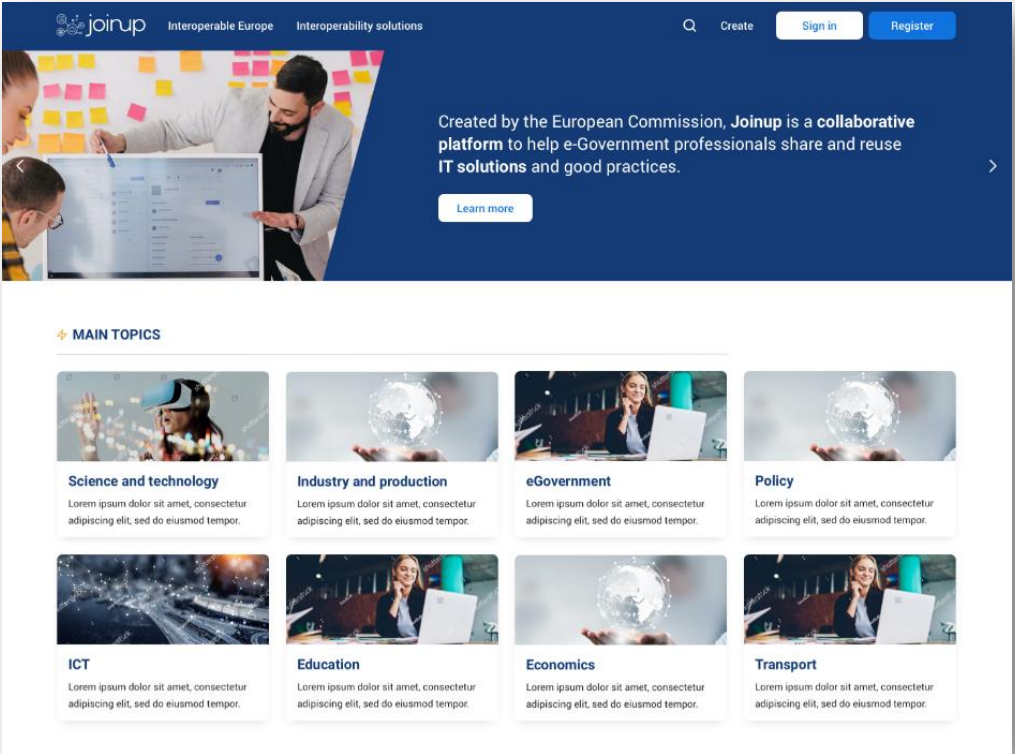 joinup
Interoperable Europe
Interoperability solutions
Create
Sign in
Register
Created by the European Commission, Joinup is a collaborative
platform to help e-Government professionals share and reuse
IT solutions and good practices.
Learn more
MAIN TOPICS
Science and technology
Lorem ipsum dolor sit amet, consectetur
adipiscing elit, sed do eiusmod tempor.
Industry and production
Lorem ipsum dolor sit amet, consectetur
adipiscing elit, sed do eiusmod tempor.
eGovernment
Lorem ipsum dolor sit amet, consectetur
adipiscing elit, sed do eiusmod tempor.
Policy
Lorem ipsum dolor sit amet, consectetur
adipiscing elit, sed do eiusmod tempor.
ICT
Lorem ipsum dolor sit amet, consectetur
adipiscing elit, sed do eiusmod tempor.
Education
Lorem ipsum dolor sit amet, consectetur
adipiscing elit, sed do eiusmod tempor.
Economics
Lorem ipsum dolor sit amet, consectetur
adipiscing elit, sed do eiusmod tempor.
Transport
Lorem ipsum dolor sit amet, consectetur
adipiscing elit, sed do eiusmod tempor.